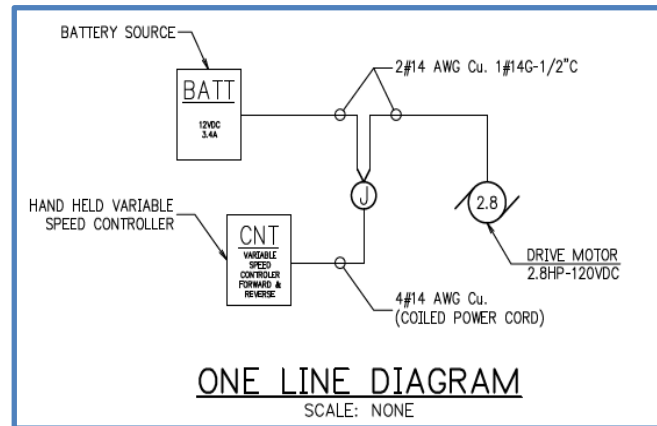 BATTERY SOURCE
2#14 AWG Cu. 1#14G-1/2"C
BATT
12VDC
3.4A
J
2.8
HAND HELD VARIABLE
SPEED CONTROLLER
CNT
VARIABLE
SPEED
CONTROLER
FORWARD &
REVERSE
DRIVE MOTOR
2.8HP-120VDC
4#14 AWG Cu.
(COILED POWER CORD)
ONE LINE DIAGRAM
SCALE: NONE